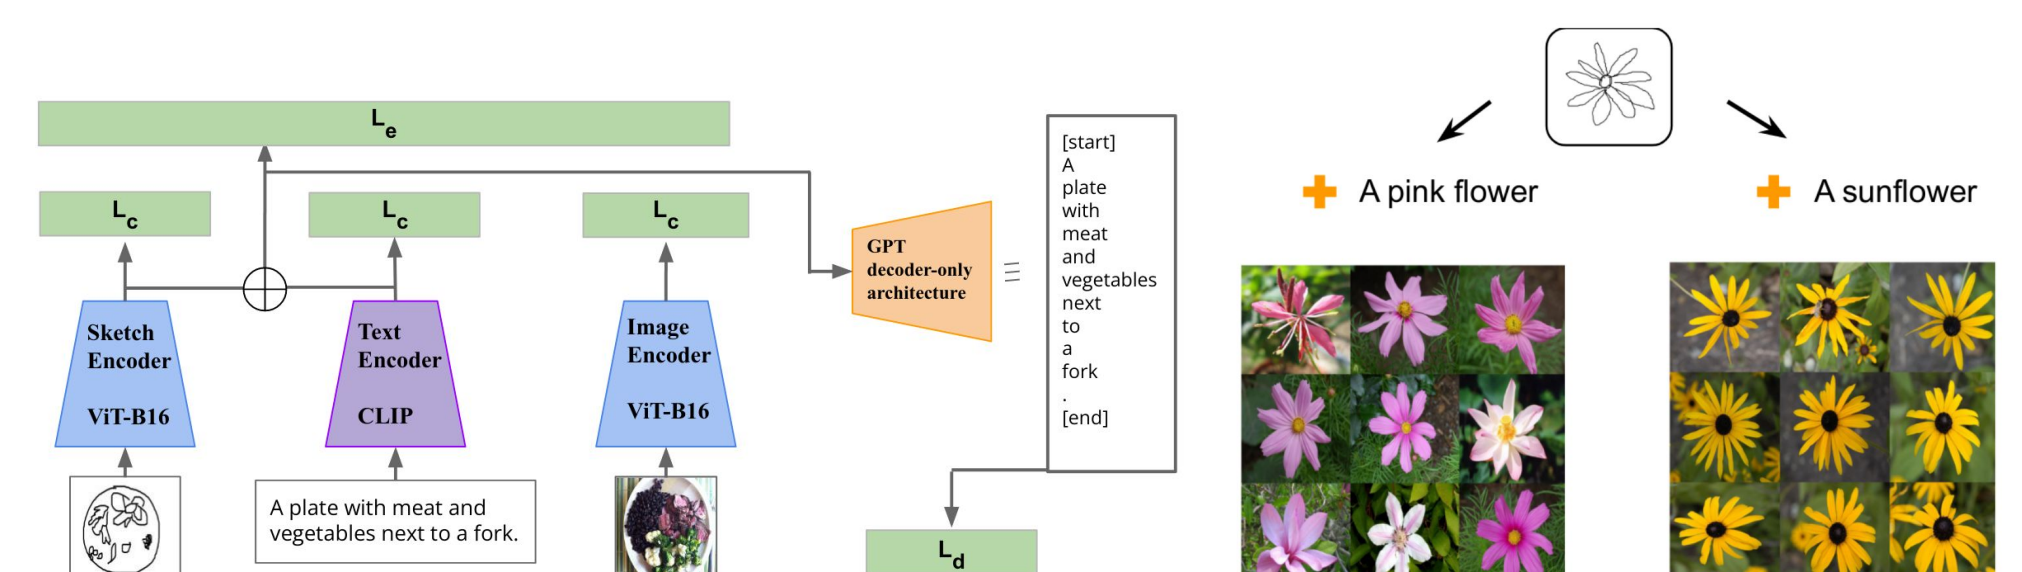 Le
Lc
Lc
Lc
Sketch
Encoder
ViT-B16
Text
Encoder
CLIP
Image
Encoder
ViT-B16
A plate with meat and
vegetables next to a fork.
GPT
decoder-only
architecture
[start]
A
plate
with
meat
and
vegetables
next
to
a
fork
.
[end]
Ld
A pink flower
A sunflower